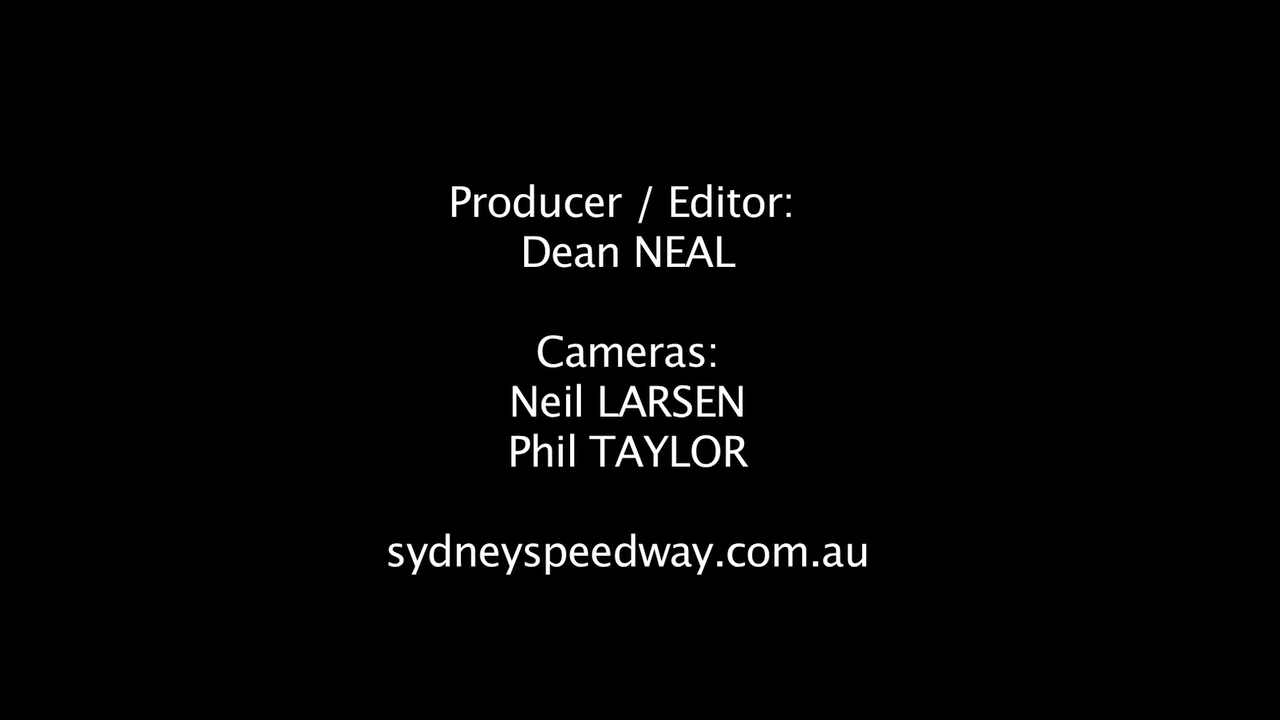 Producer / Editor:
Dean NEAL
Cameras:
Neil LARSEN
Phil TAYLOR
sydneyspeedway.com.au